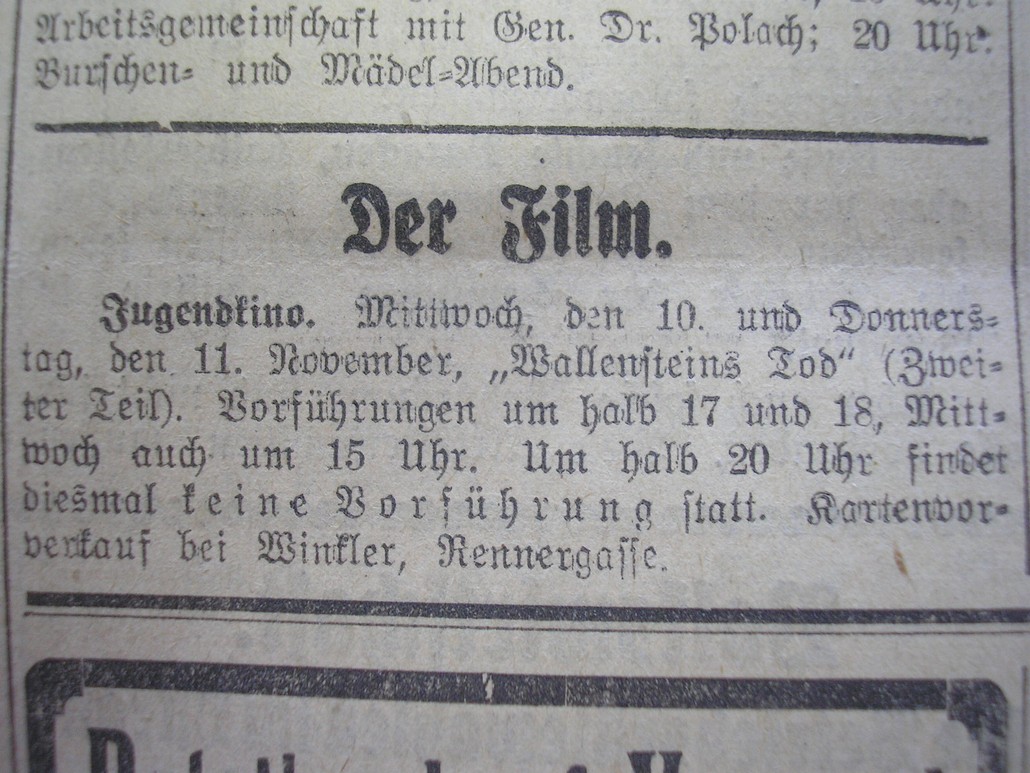 Arbeitsgemeinschaft mit Gen. Dr. Polach; 20 Uhr:
Burschen- und Mädel-Abend.
Der Film.
Jugendkino. Mittwoch, den 10. und Donners-
tag, den 11. November, „Wallensteins Tod“ (Zwei-
ter Teil). Vorführungen um halb 17 und 18, Mitt-
woch auch um 15 Uhr. Um halb 20 Uhr findet
diesmal keine Vorführung statt. Kartenvor-
verkauf bei Winkler, Rennergasse.